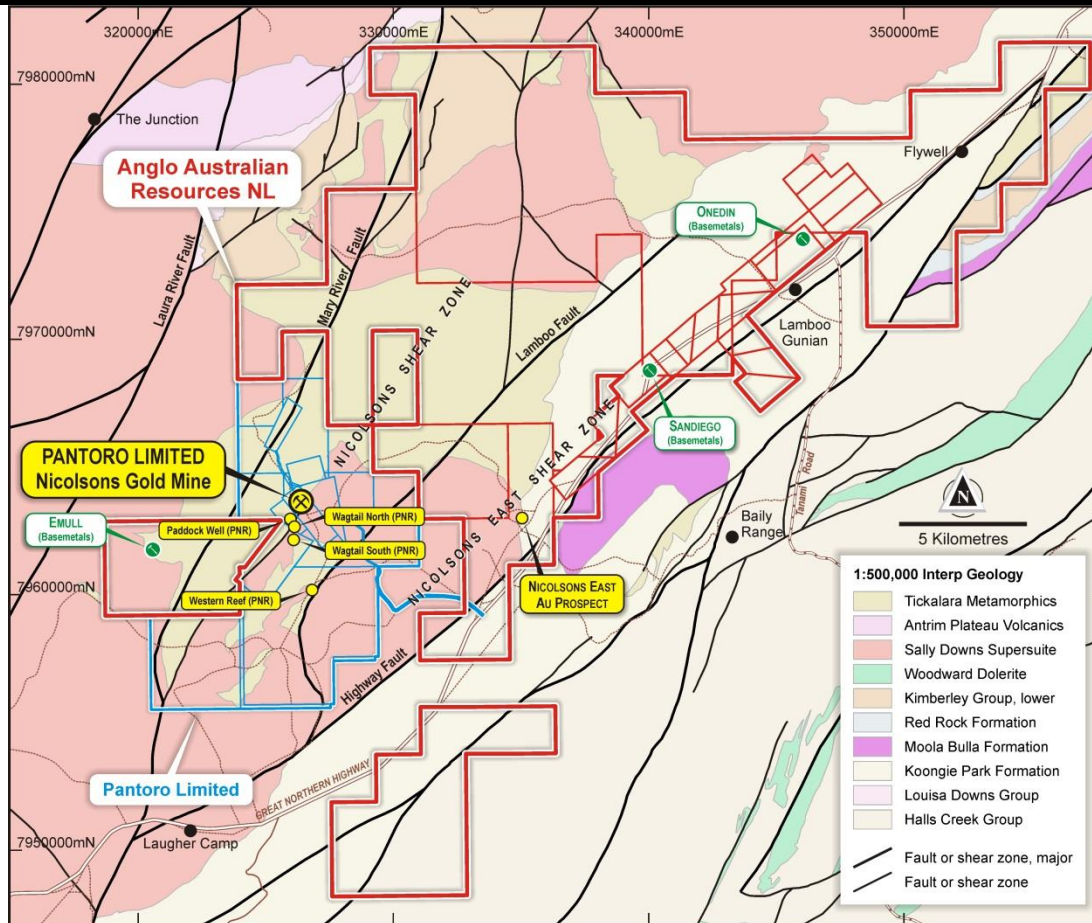 320000mE
330000mE
340000mE
350000mE
7980000mN
The Junction
Flywell
Anglo Australian
Resources NL
ONEDIN
(Basemetals)
Laura River Fault
Mary River Fault
NICOLSONS SHEAR ZONE
Lamboo Fault
Lamboo
Gunian
7970000mN
SANDIEGO
(Basemetals)
NICOLSONS EAST SHEAR ZONE
PANTORO LIMITED
Nicolsons Gold Mine
Tanami Road
N
EMULL
(Basemetals)
Paddock Well (PNR)
Wagtail North (PNR)
Wagtail South (PNR)
Baily
Range
5 Kilometres
7960000mN
Western Reef (PNR)
NICOLSONS EAST
AU PROSPECT
Highway Fault
Pantoro Limited
GREAT NORTHERN HIGHWAY
7950000mN
Laugher Camp
1:500,000 Interp Geology
Tickalara Metamorphics
Antrim Plateau Volcanics
Sally Downs Supersuite
Woodward Dolerite
Kimberley Group, lower
Red Rock Formation
Moola Bulla Formation
Koongie Park Formation
Louisa Downs Group
Halls Creek Group
Fault or shear zone, major
Fault or shear zone